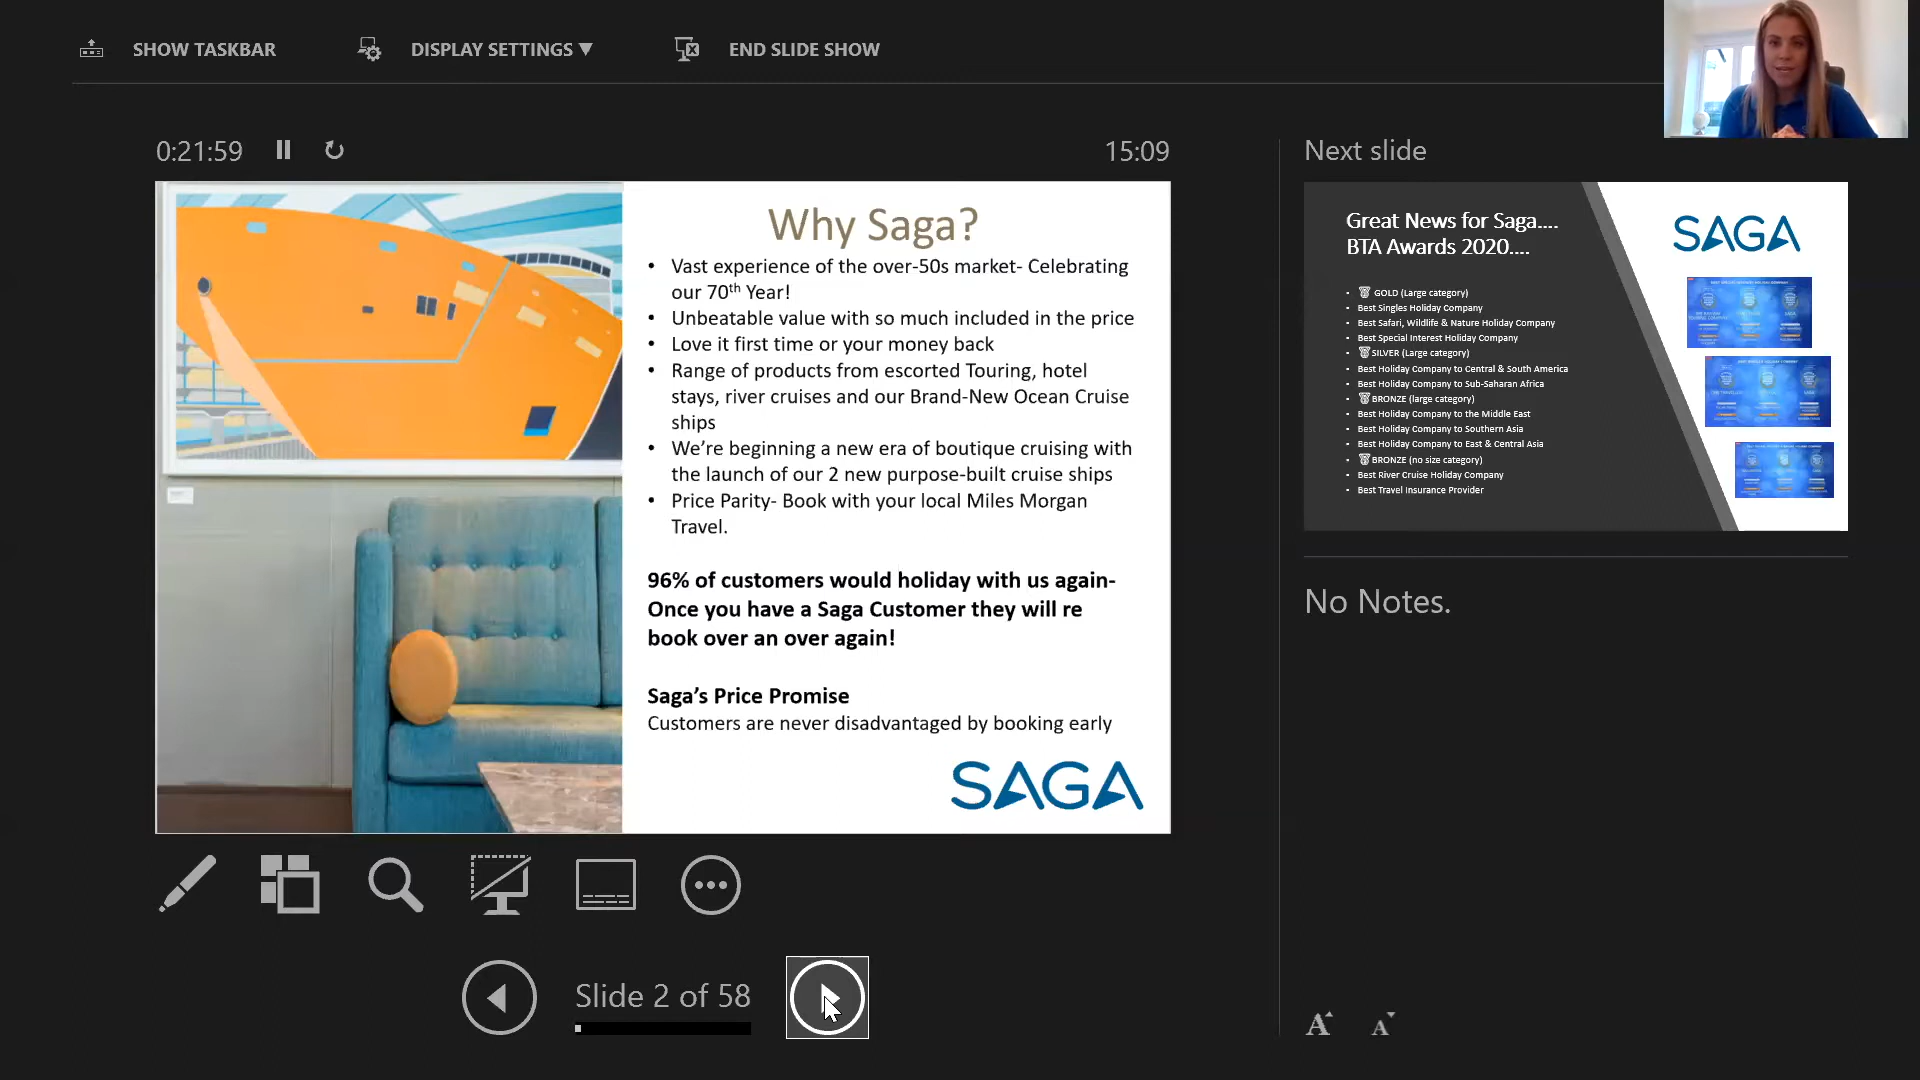 SHOW TASKBAR
DISPLAY SETTINGS ▼
END SLIDE SHOW
0:21:59
15:09
Why Saga?
• Vast experience of the over-50s market- Celebrating
our 70th Year!
• Unbeatable value with so much included in the price
• Love it first time or your money back
• Range of products from escorted Touring, hotel
stays, river cruises and our Brand-New Ocean Cruise
ships
• We’re beginning a new era of boutique cruising with
the launch of our 2 new purpose-built cruise ships
• Price Parity- Book with your local Miles Morgan
Travel.
96% of customers would holiday with us again-
Once you have a Saga Customer they will re
book over an over again!
Saga’s Price Promise
Customers are never disadvantaged by booking early
SAGA
Slide 2 of 58
Next slide
Great News for Saga....
BTA Awards 2020....
SAGA
• GOLD (Large category)
• Best Singles Holiday Company
• Best Safari, Wildlife & Nature Holiday Company
• Best Special Interest Holiday Company
• SILVER (Large category)
• Best Holiday Company to Central & South America
• Best Holiday Company to Sub-Saharan Africa
• BRONZE (large category)
• Best Holiday Company to the Middle East
• Best Holiday Company to Southern Asia
• Best Holiday Company to East & Central Asia
• BRONZE (no size category)
• Best River Cruise Holiday Company
• Best Travel Insurance Provider
No Notes.
A A